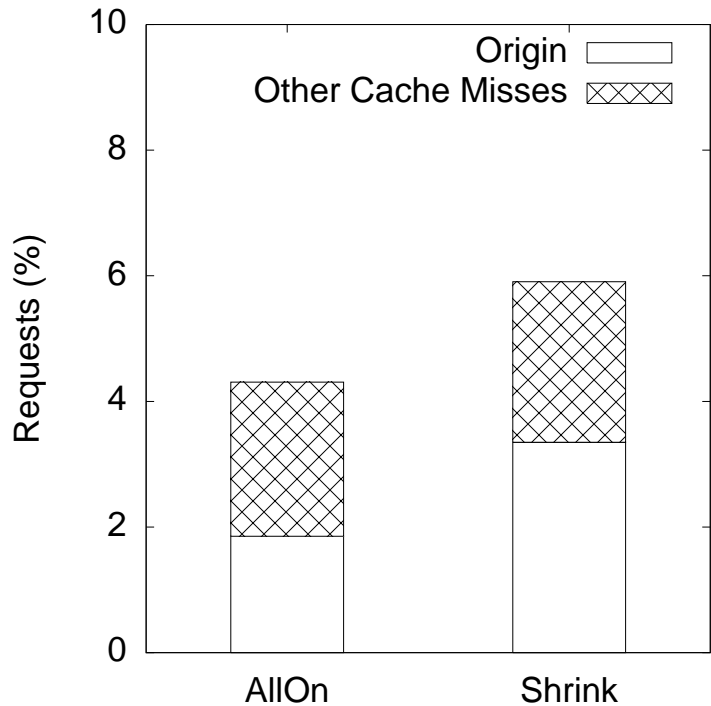 10
8
6
4
2
0
Requests (%)
Origin
Other Cache Misses
AllOn
Shrink